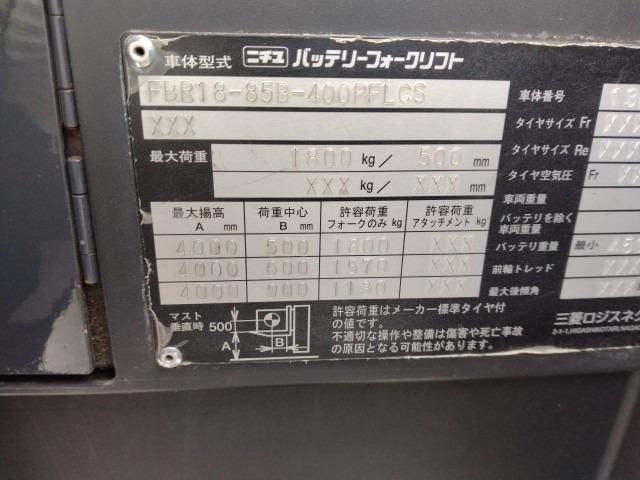 車体型式 ニチユ バッテリーフォークリフト
FBR18-85B-400PFLCS
XXX
最大荷重 1800 kg/ 500 mm
XXX kg/ XXX mm
最大揚高 A mm 荷重中心 B mm 許容荷重 フォークのみ kg 許容荷重 アタッチメント kg
4000 500 1800 XXX
4000 600 1570 XXX
4000 XXX
マスト 垂直時 500
A
B
許容荷重はメーカー標準タイヤ付
の値です。
不適切な操作や整備は傷害や死亡事故
の原因となる可能性があります。
車体番号
タイヤサイズ Fr
タイヤサイズ Re
タイヤ空気圧 Fr
車両重量
バッテリを除く
車両重量
バッテリ重量 最小
前輪トレッド
最大後傾角
三菱ロジスネク
2-1-1, HIGASHIKOTARI, NAGA